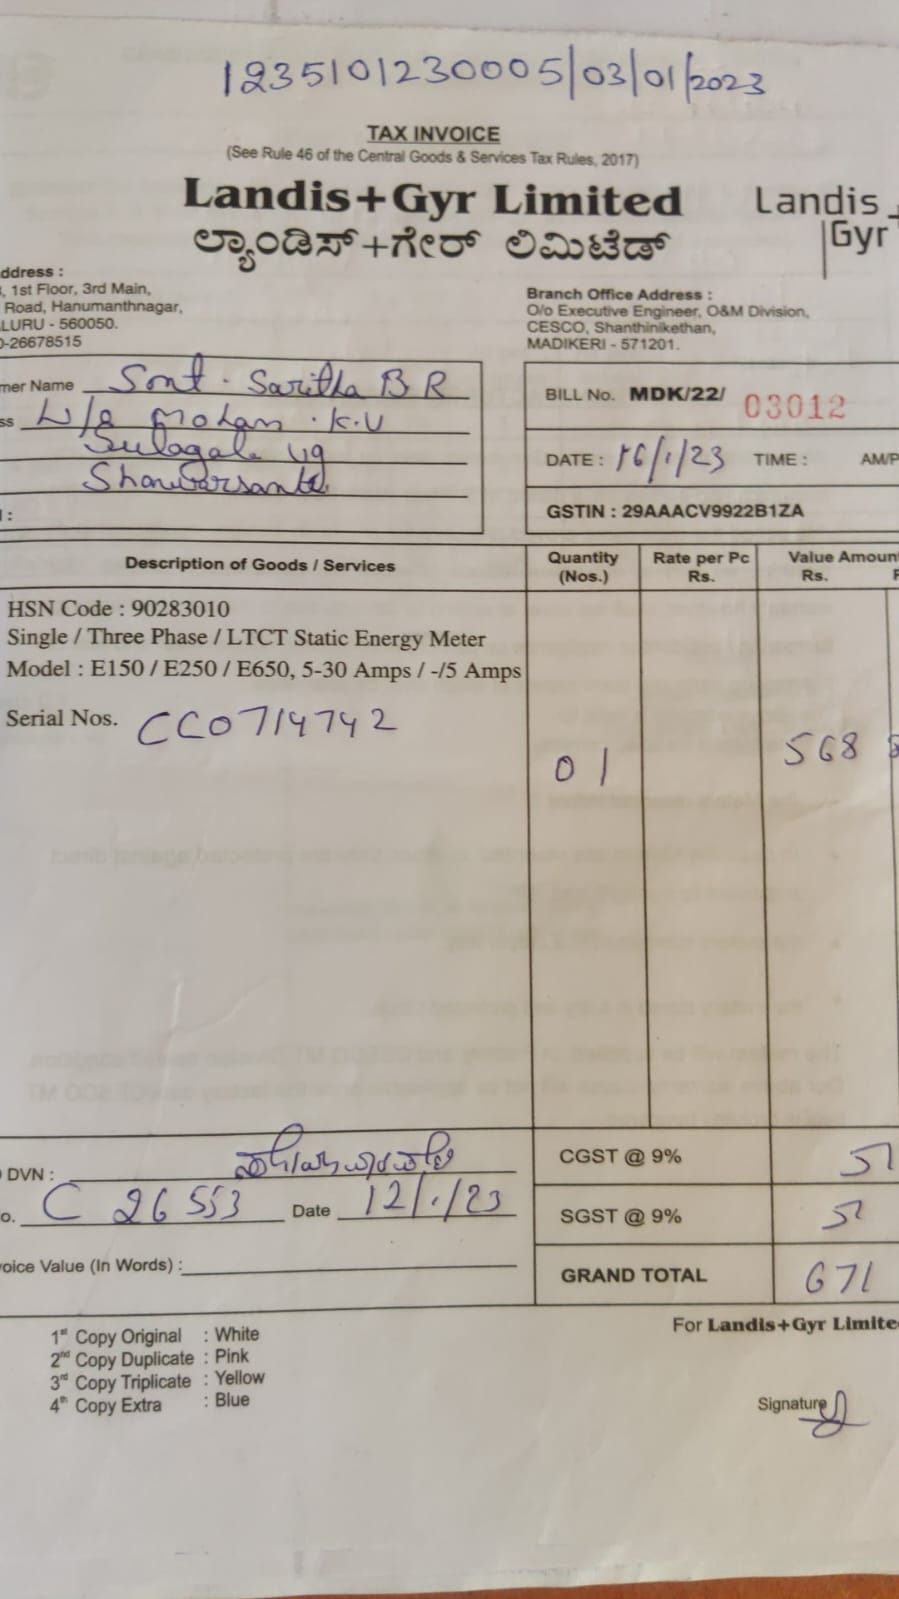 1235101230005/03/01/2023
TAX INVOICE
(See Rule 46 of the Central Goods & Services Tax Rules, 2017)
Landis+Gyr Limited
ಲ್ಯಾಂಡಿಸ್+ಗೇರ್ ಲಿಮಿಟೆಡ್
Landis
Gyr
ddress :
, 1st Floor, 3rd Main,
Road, Hanumanthnagar,
LURU - 560050.
-26678515
Branch Office Address :
O/o Executive Engineer, O&M Division,
CESCO, Shanthinikethan,
MADIKERI - 571201.
mer Name Smt. Saritha B R
ss W/o Mohan. K.V
Sulagale
BILL No. MDK/22/ 03012
DATE : 16/1/23 TIME : AM/P
GSTIN : 29AAACV9922B1ZA
Description of Goods / Services Quantity (Nos.) Rate per Pc Rs. Value Amoun Rs.
HSN Code : 90283010
Single / Three Phase / LTCT Static Energy Meter
Model : E150 / E250 / E650, 5-30 Amps / -/5 Amps
Serial Nos. CC0714742
01 568
DVN :
o. C 26553 Date 12/1/23
oice Value (In Words) :
CGST @ 9% 51
SGST @ 9% 51
GRAND TOTAL 671
1st Copy Original : White
2nd Copy Duplicate : Pink
3rd Copy Triplicate : Yellow
4th Copy Extra : Blue
For Landis+Gyr Limite
Signature